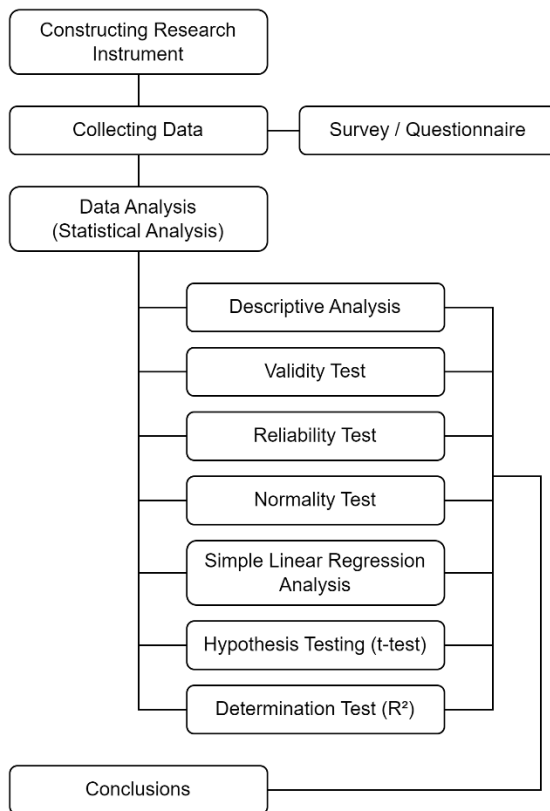 Constructing Research
Instrument
Collecting Data
Survey / Questionnaire
Data Analysis
(Statistical Analysis)
Descriptive Analysis
Validity Test
Reliability Test
Normality Test
Simple Linear Regression
Analysis
Hypothesis Testing (t-test)
Determination Test (R²)
Conclusions